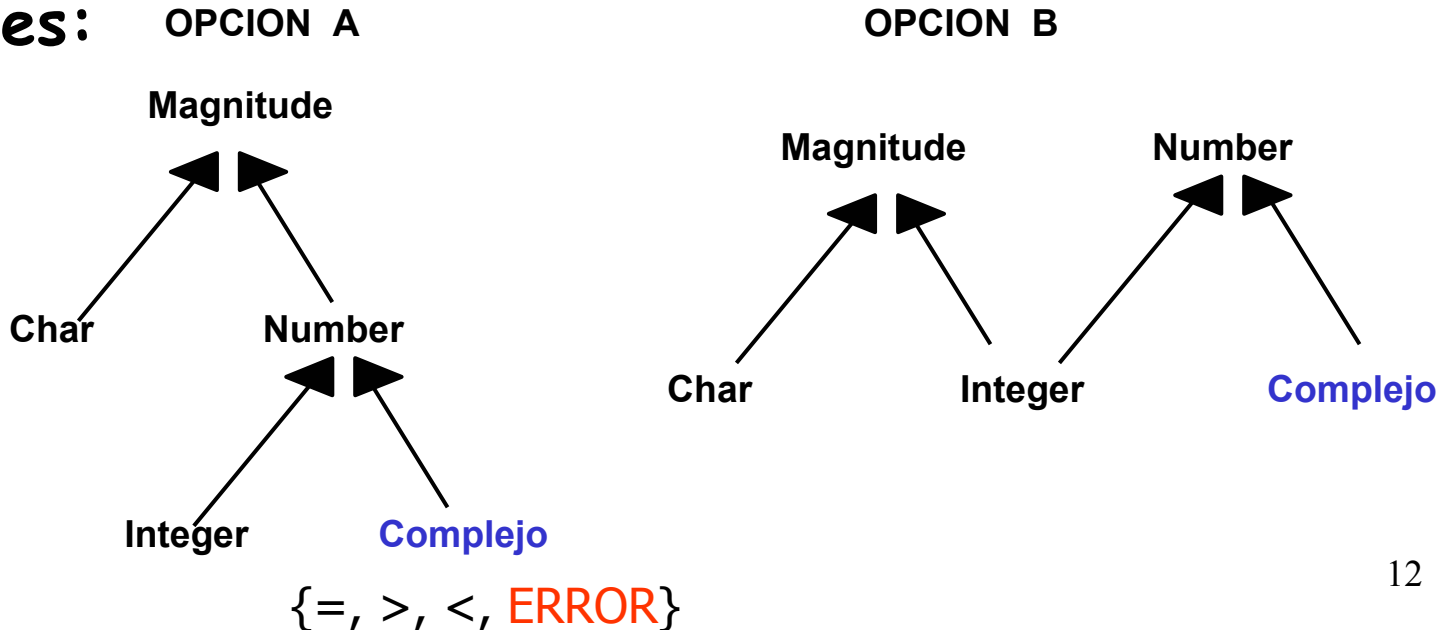 es: OPCION A OPCION B
Magnitude
Magnitude Number
Char Number
Char Integer Complejo
Integer Complejo
{=, >, <, ERROR}
12